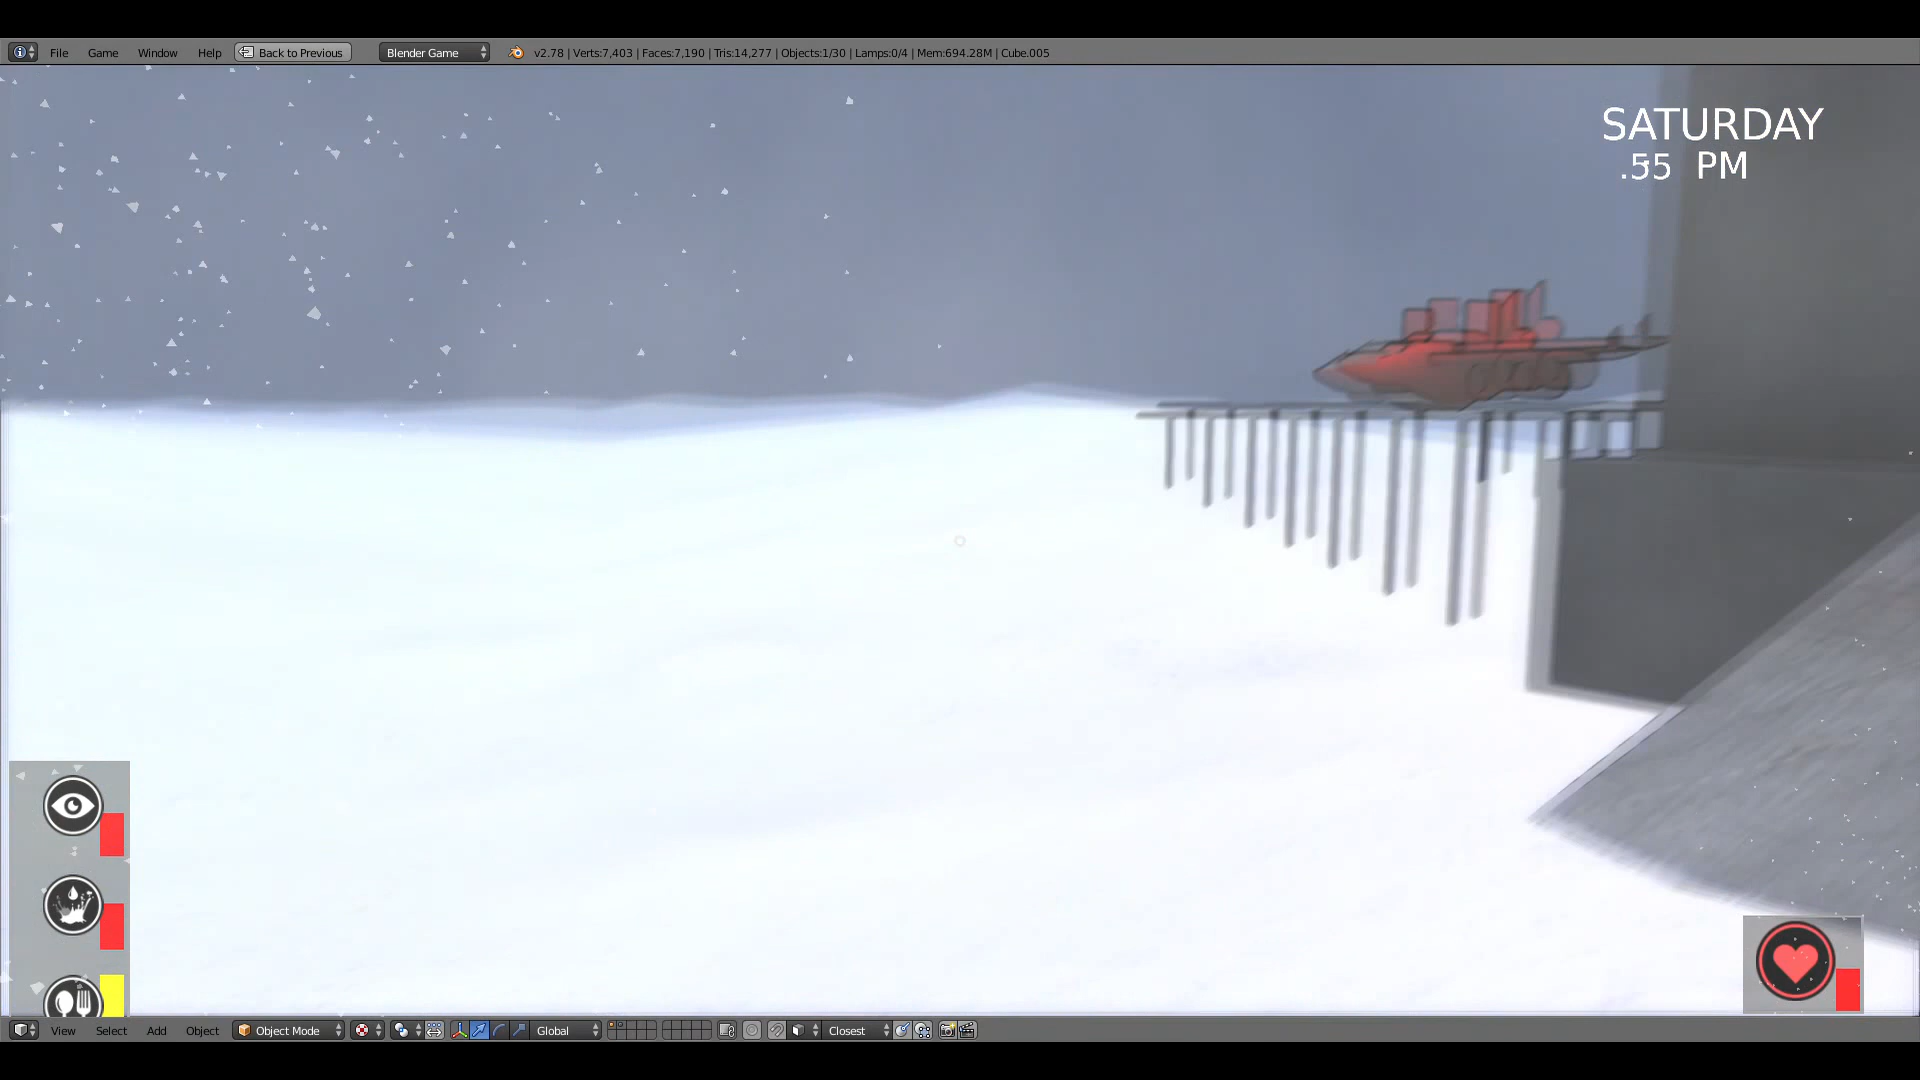 File Game Window Help Back to Previous Blender Game v2.78 | Verts:7,403 | Faces:7,190 | Tris:14,277 | Objects:1/30 | Lamps:0/4 | Mem:694.28M | Cube.005
SATURDAY
.55 PM
View Select Add Object Object Mode Global Closest